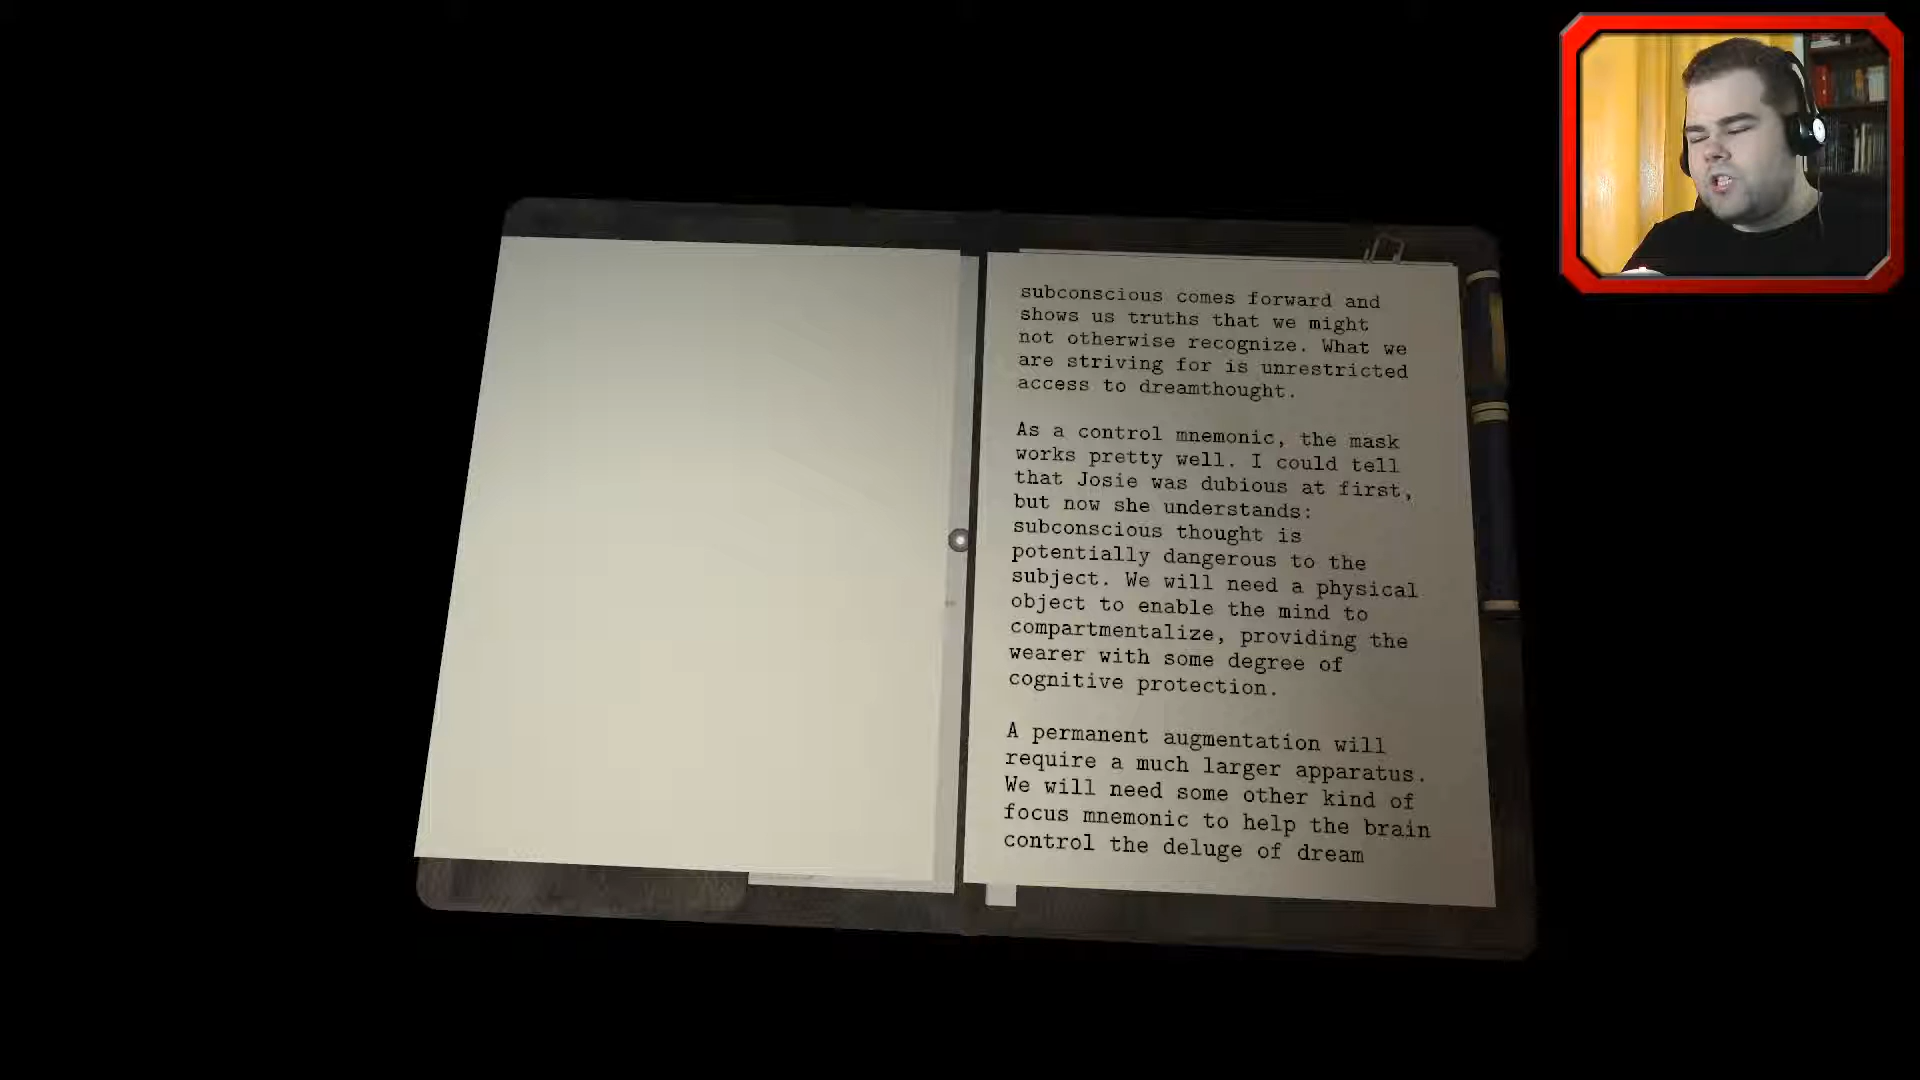 subconscious comes forward and
shows us truths that we might
not otherwise recognize. What we
are striving for is unrestricted
access to dreamthought.
As a control mnemonic, the mask
works pretty well. I could tell
that Josie was dubious at first,
but now she understands:
subconscious thought is
potentially dangerous to the
subject. We will need a physical
object to enable the mind to
compartmentalize, providing the
wearer with some degree of
cognitive protection.
A permanent augmentation will
require a much larger apparatus.
We will need some other kind of
focus mnemonic to help the brain
control the deluge of dream